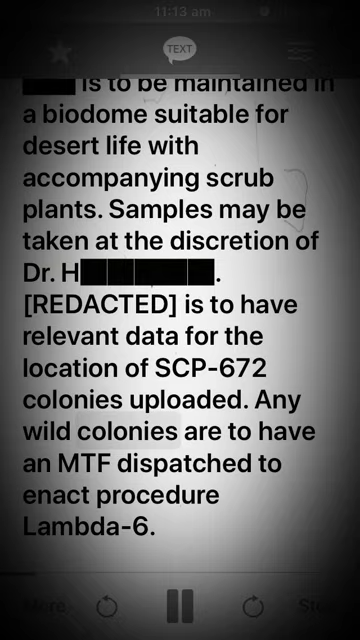 11:13 am
TEXT
███ is to be maintained in
a biodome suitable for
desert life with
accompanying scrub
plants. Samples may be
taken at the discretion of
Dr. H███████.
[REDACTED] is to have
relevant data for the
location of SCP-672
colonies uploaded. Any
wild colonies are to have
an MTF dispatched to
enact procedure
Lambda-6.